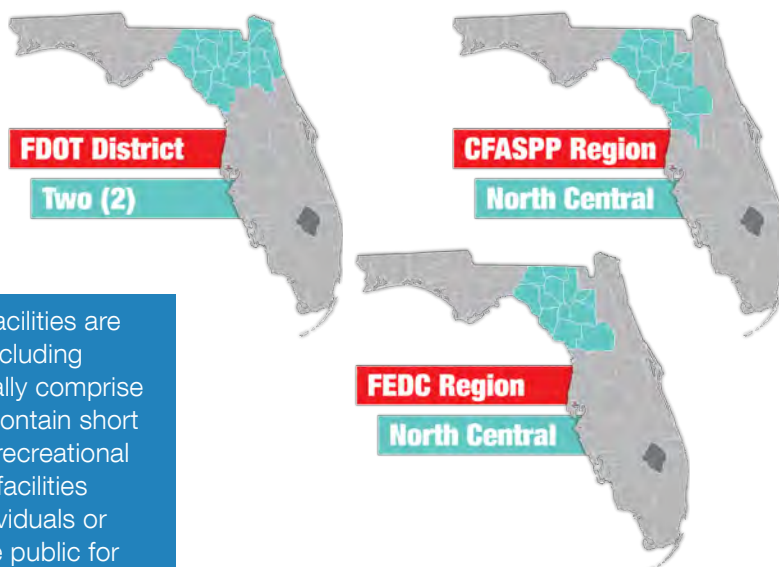 FDOT District
Two (2)
CFASPP Region
North Central
FEDC Region
North Central
acilities are
cluding
ally comprise
ontain short
recreational
facilities
viduals or
e public for